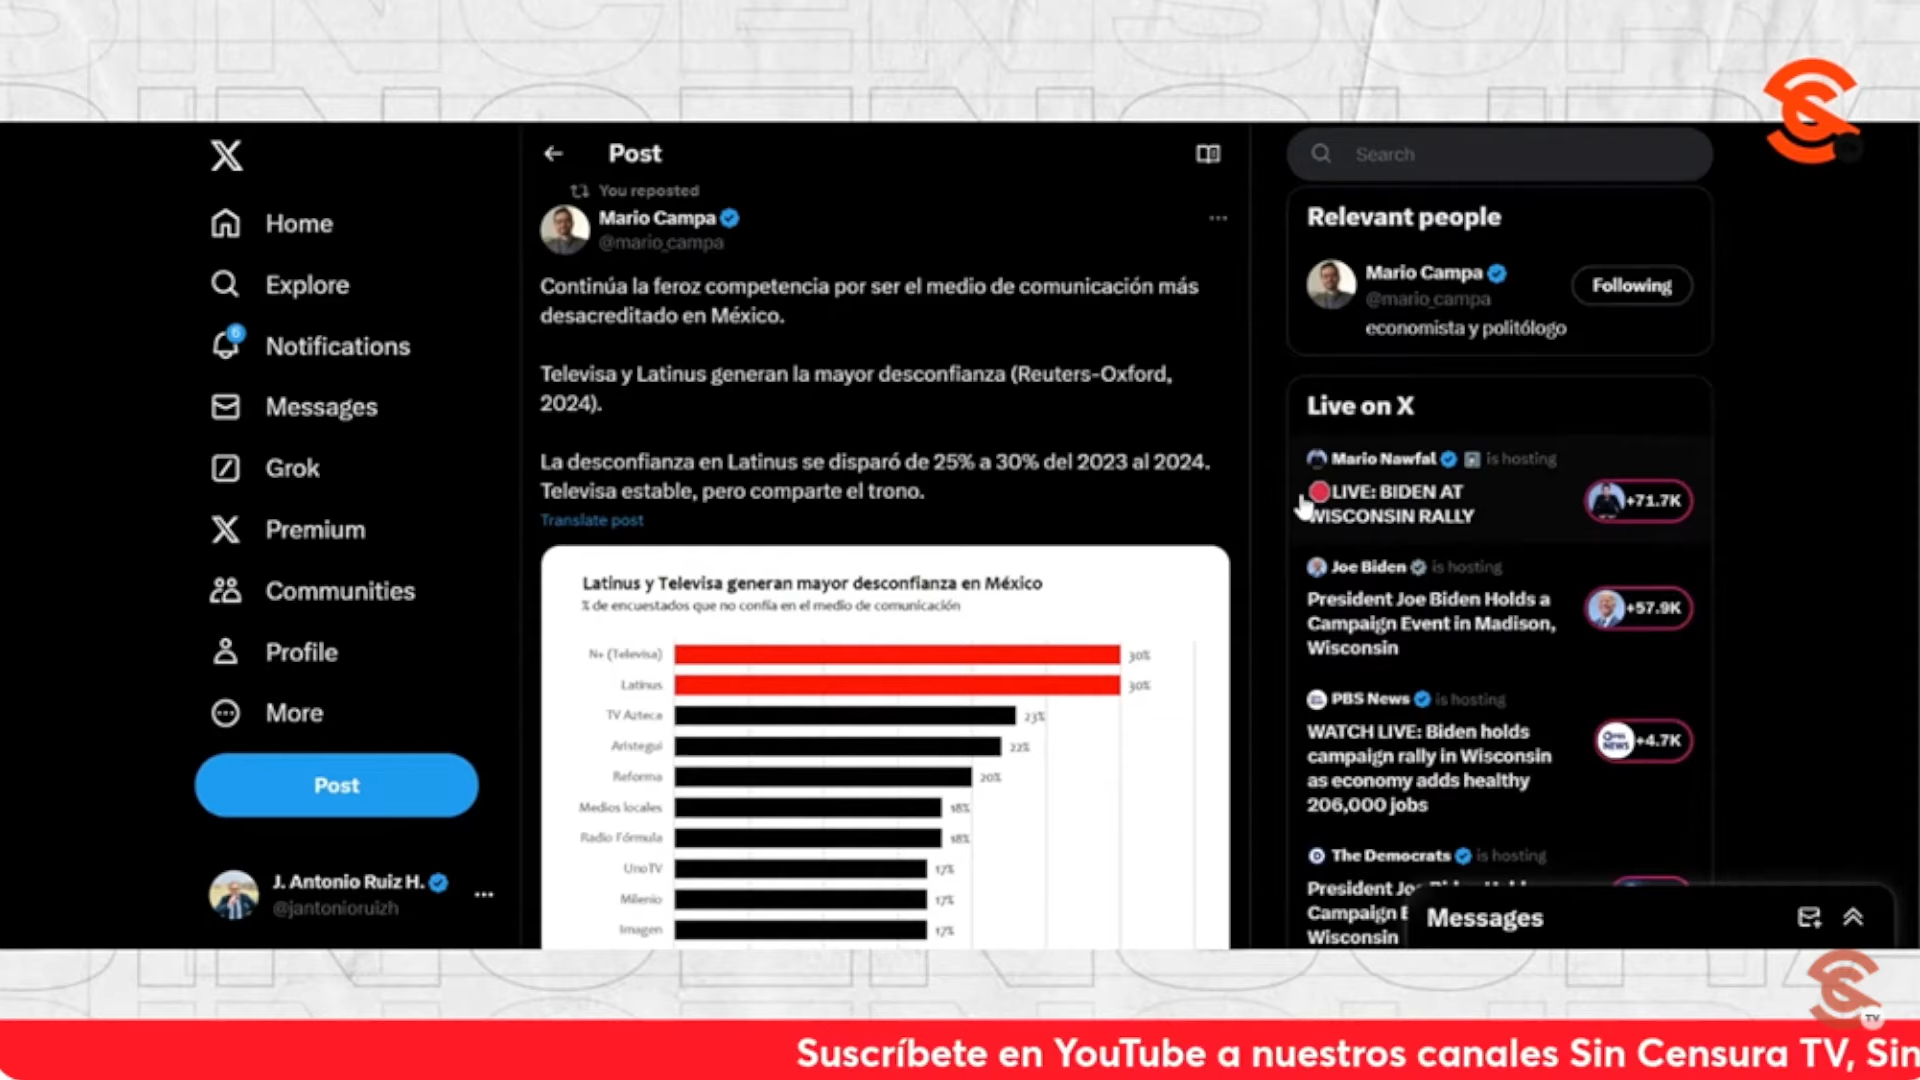 Post
You reposted
Mario Campa
@mario_campa
Continúa la feroz competencia por ser el medio de comunicación más
desacreditado en México.
Televisa y Latinus generan la mayor desconfianza (Reuters-Oxford,
2024).
La desconfianza en Latinus se disparó de 25% a 30% del 2023 al 2024.
Televisa estable, pero comparte el trono.
Translate post
Latinus y Televisa generan mayor desconfianza en México
% de encuestados que no confía en el medio de comunicación
N+ (Televisa) 30%
Latinus 30%
TV Azteca 23%
Aristegui 22%
Reforma 20%
Medios locales 18%
Radio Fórmula 18%
UnoTV 17%
Milenio 17%
Imagen 17%
Home
Explore
6
Notifications
Messages
Grok
Premium
Communities
Profile
More
Post
J. Antonio Ruiz H.
@jantonioruizh
Search
Relevant people
Mario Campa
@mario_campa
Following
economista y politólogo
Live on X
Mario Nawfal is hosting
LIVE: BIDEN AT
WISCONSIN RALLY
+71.7K
Joe Biden is hosting
President Joe Biden Holds a
Campaign Event in Madison,
Wisconsin
+57.9K
PBS News is hosting
WATCH LIVE: Biden holds
campaign rally in Wisconsin
as economy adds healthy
206,000 jobs
PBS NEWS
+4.7K
The Democrats is hosting
President
Campaign
Wisconsin
Messages
TV
Suscríbete en YouTube a nuestros canales Sin Censura TV, Sin